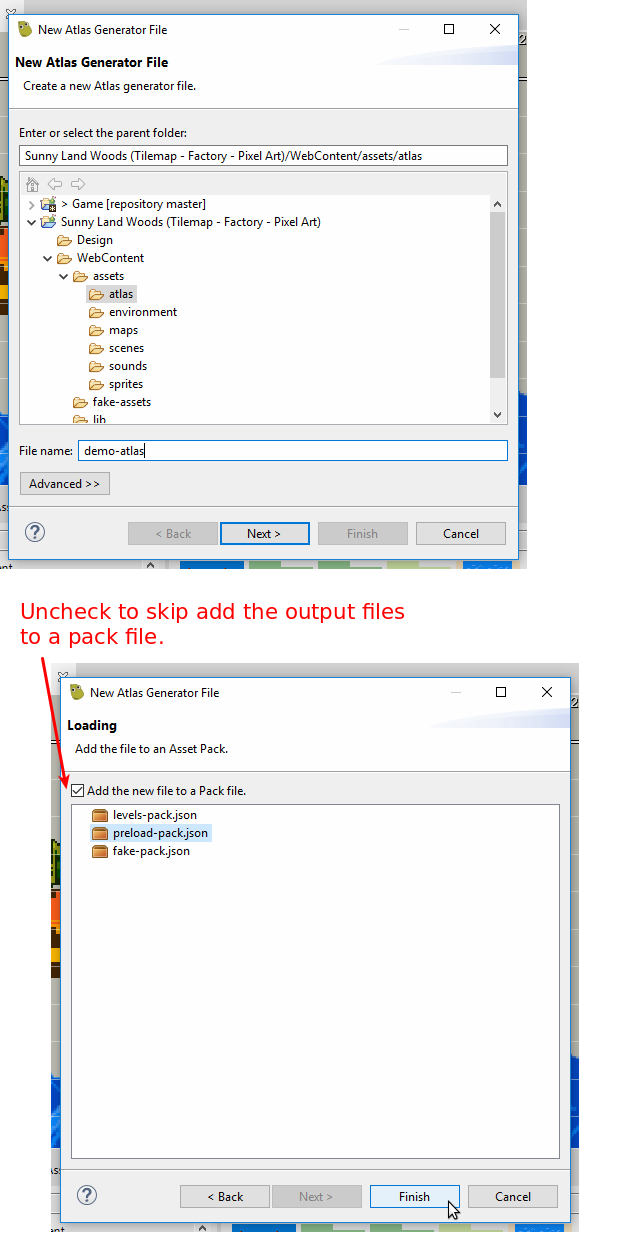 New Atlas Generator File
New Atlas Generator File
Create a new Atlas generator file.
Enter or select the parent folder:
Sunny Land Woods (Tilemap - Factory - Pixel Art)/WebContent/assets/atlas
> Game [repository master]
Sunny Land Woods (Tilemap - Factory - Pixel Art)
Design
WebContent
assets
atlas
environment
maps
scenes
sounds
sprites
fake-assets
lib
File name: demo-atlas
Advanced >>
< Back Next > Finish Cancel
Uncheck to skip add the output files
to a pack file.
New Atlas Generator File
Loading
Add the file to an Asset Pack.
Add the new file to a Pack file.
levels-pack.json
preload-pack.json
fake-pack.json
< Back Next > Finish Cancel